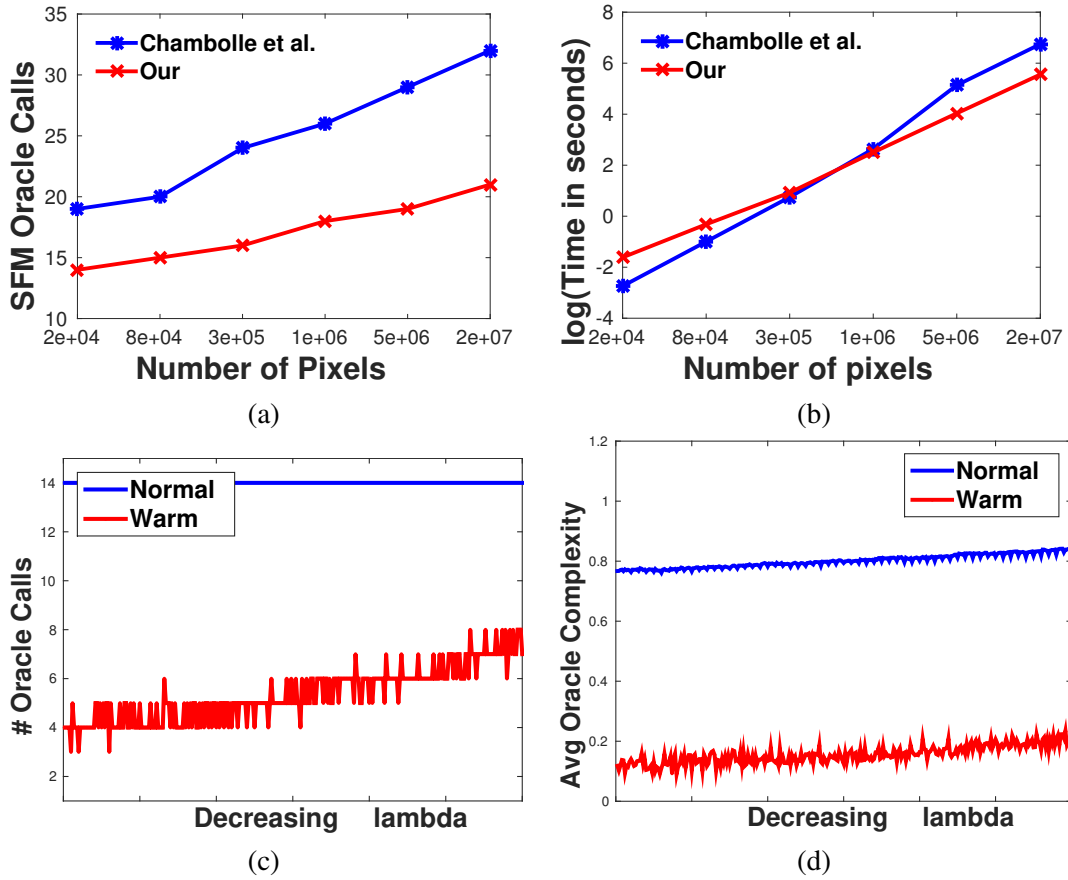 35
30
25
20
15
10
SFM Oracle Calls
Chambolle et al.
Our
2e+04 8e+04 3e+05 1e+06 5e+06 2e+07
Number of Pixels
(a)
8
6
4
2
0
-2
-4
log(Time in seconds)
Chambolle et al.
Our
2e+04 8e+04 3e+05 1e+06 5e+06 2e+07
Number of pixels
(b)
14
12
10
8
6
4
2
# Oracle Calls
Normal
Warm
Decreasing lambda
(c)
1.2
1
0.8
0.6
0.4
0.2
0
Avg Oracle Complexity
Normal
Warm
Decreasing lambda
(d)